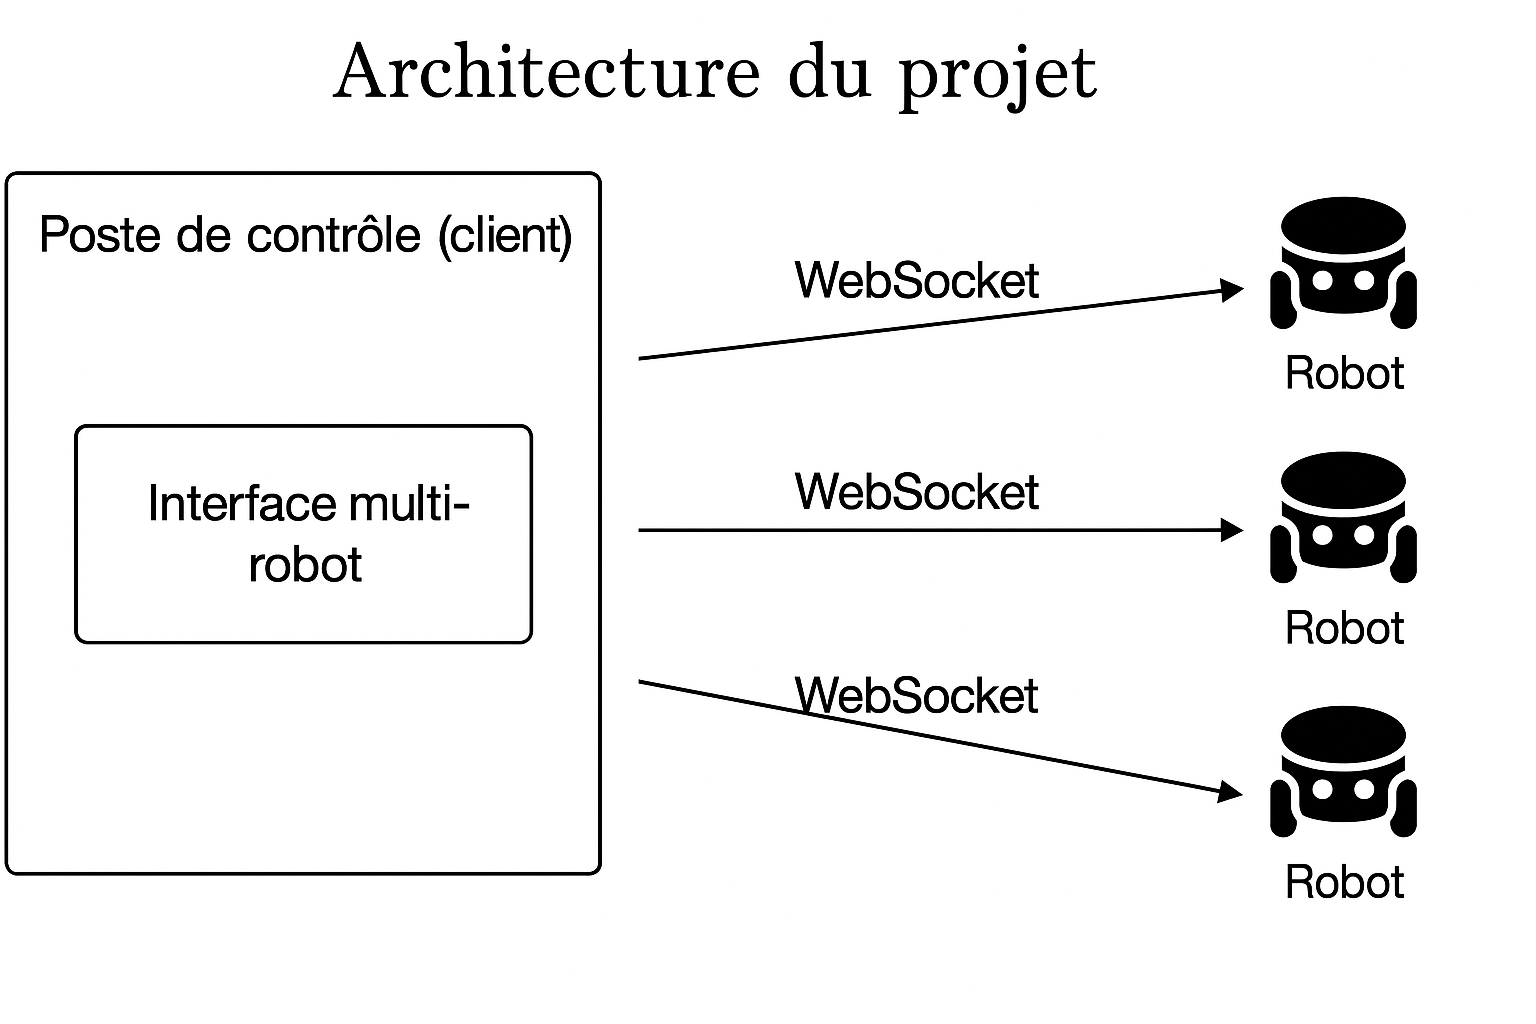 Architecture du projet
Poste de contrôle (client)
Interface multi-
robot
WebSocket
Robot
WebSocket
Robot
WebSocket
Robot